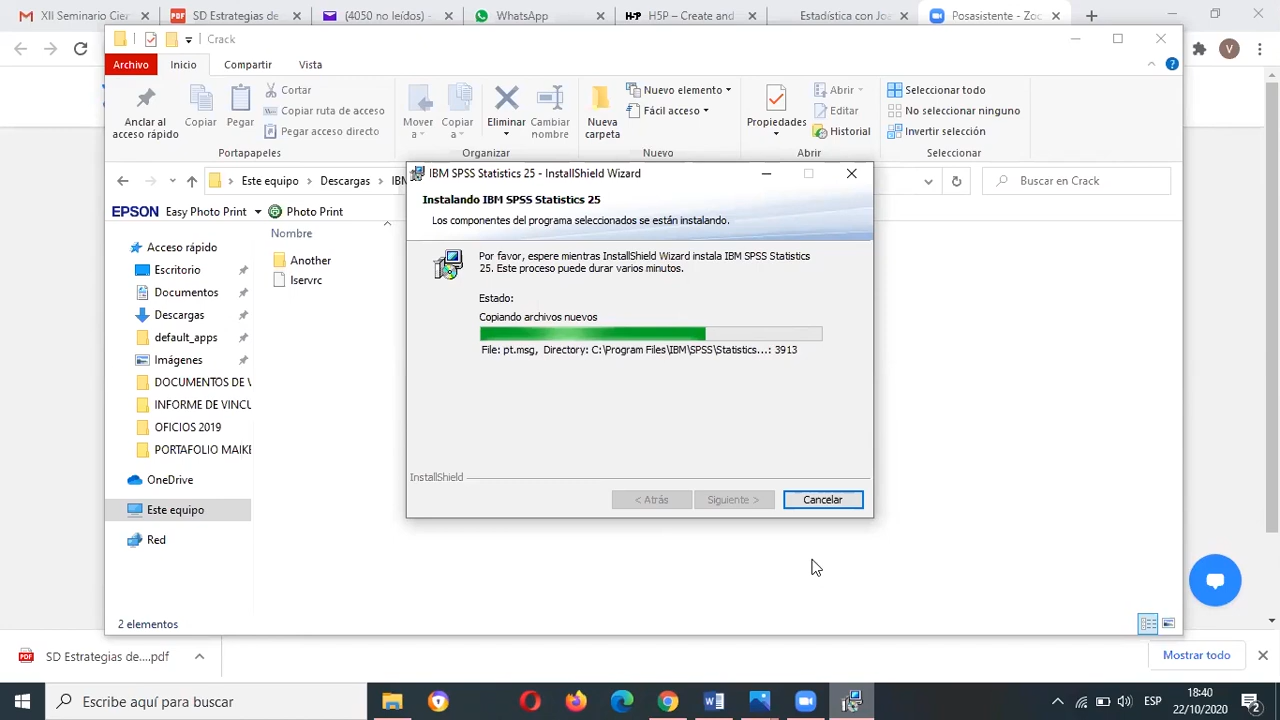 XII Seminario Cien
SD Estrategias de
(4050 no leídos)
WhatsApp
H5P – Create and
Estadística con Joa
Posasistente - Zoc
Crack
Archivo
Inicio
Compartir
Vista
V
Anclar al acceso rápido
Copiar
Pegar
Cortar
Copiar ruta de acceso
Pegar acceso directo
Portapapeles
Mover a
Copiar a
Eliminar
Cambiar nombre
Organizar
Nueva carpeta
Nuevo elemento
Fácil acceso
Nuevo
Propiedades
Abrir
Editar
Historial
Abrir
Seleccionar todo
No seleccionar ninguno
Invertir selección
Seleccionar
Este equipo
Descargas
IBM
Buscar en Crack
EPSON Easy Photo Print
Photo Print
Nombre
Another
lservrc
Acceso rápido
Escritorio
Documentos
Descargas
default_apps
Imágenes
DOCUMENTOS DE V
INFORME DE VINCU
OFICIOS 2019
PORTAFOLIO MAIKE
OneDrive
Este equipo
Red
2 elementos
IBM SPSS Statistics 25 - InstallShield Wizard
Instalando IBM SPSS Statistics 25
Los componentes del programa seleccionados se están instalando.
Por favor, espere mientras InstallShield Wizard instala IBM SPSS Statistics
25. Este proceso puede durar varios minutos.
Estado:
Copiando archivos nuevos
File: pt.msg, Directory: C:\Program Files\IBM\SPSS\Statistics...: 3913
InstallShield
< Atrás
Siguiente >
Cancelar
SD Estrategias de....pdf
Mostrar todo
Escribe aquí para buscar
ESP
18:40
22/10/2020
2